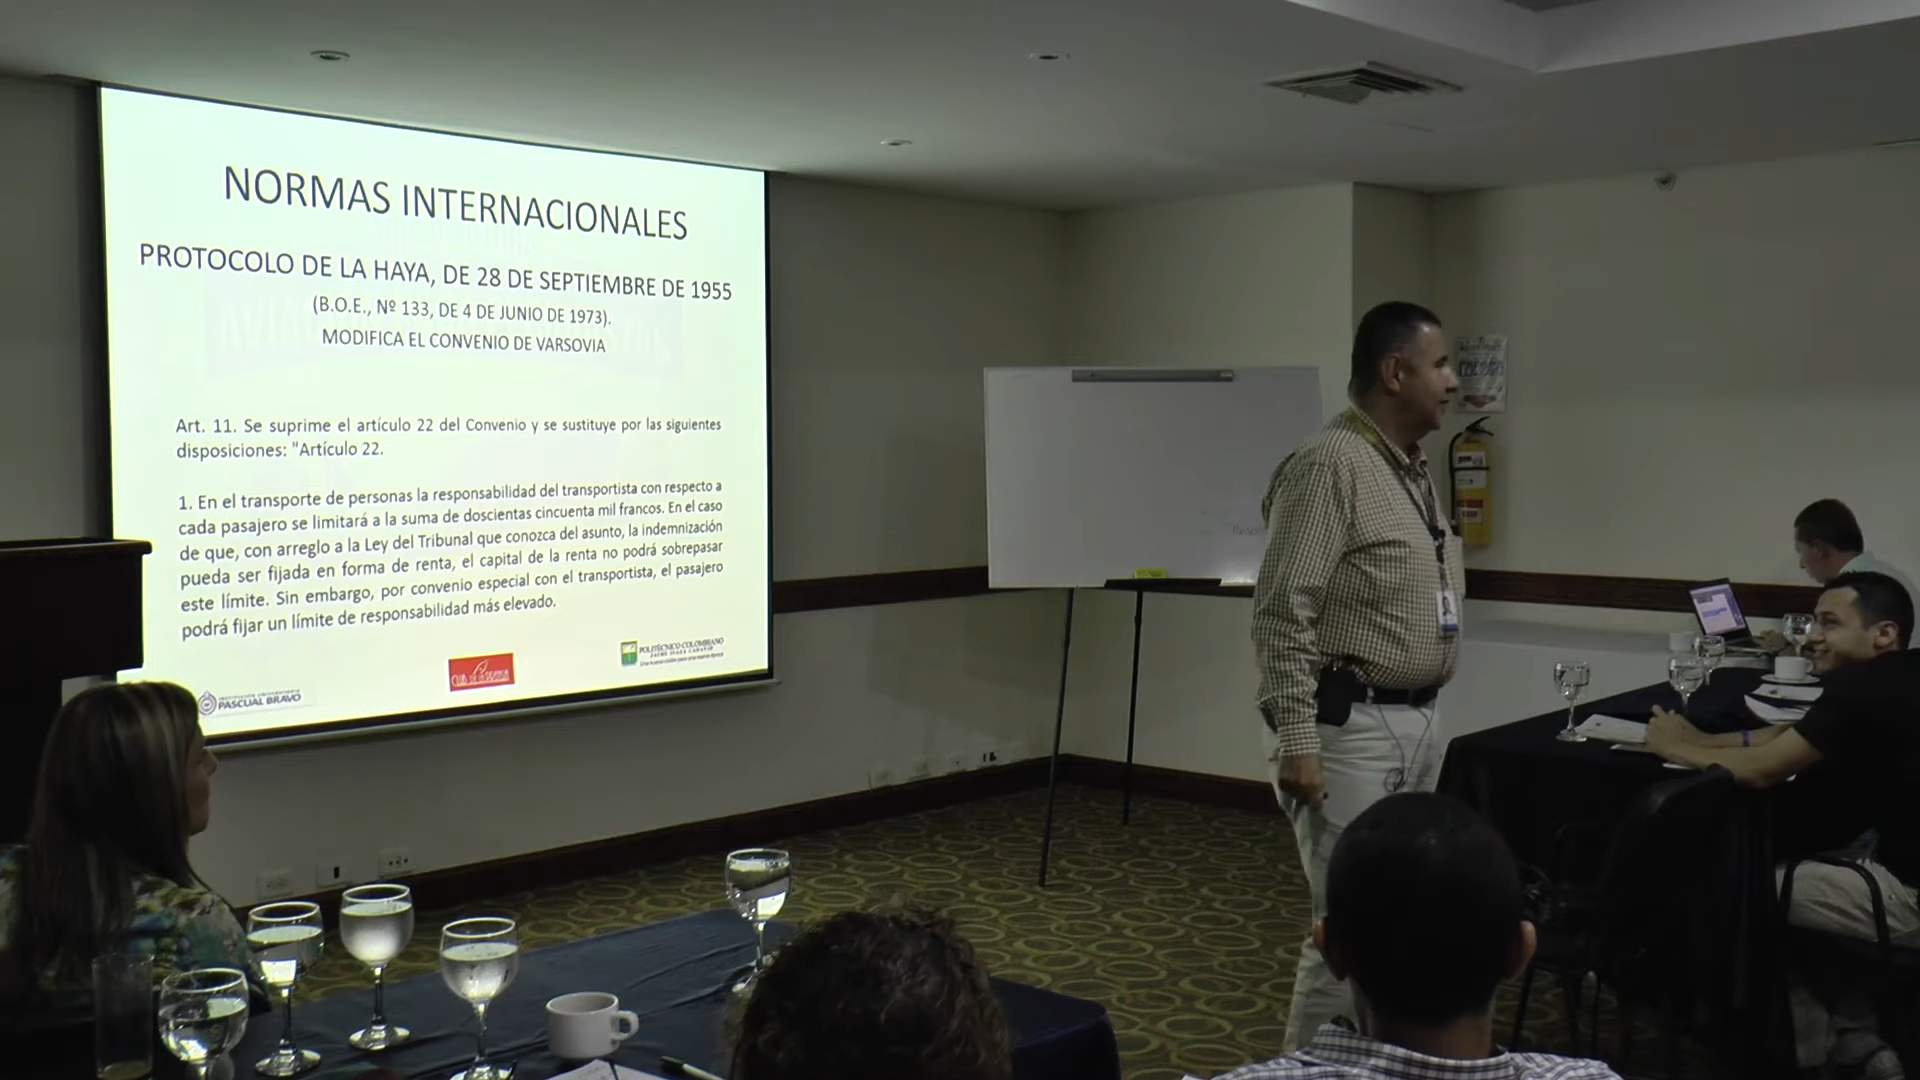 NORMAS INTERNACIONALES
PROTOCOLO DE LA HAYA, DE 28 DE SEPTIEMBRE DE 1955
(B.O.E., Nº 133, DE 4 DE JUNIO DE 1973).
MODIFICA EL CONVENIO DE VARSOVIA
Art. 11. Se suprime el artículo 22 del Convenio y se sustituye por las siguientes
disposiciones: "Artículo 22.
1. En el transporte de personas la responsabilidad del transportista con respecto a
cada pasajero se limitará a la suma de doscientas cincuenta mil francos. En el caso
de que, con arreglo a la Ley del Tribunal que conozca del asunto, la indemnización
pueda ser fijada en forma de renta, el capital de la renta no podrá sobrepasar
este límite. Sin embargo, por convenio especial con el transportista, el pasajero
podrá fijar un límite de responsabilidad más elevado.
INSTITUCIÓN UNIVERSITARIA
PASCUAL BRAVO
POLITÉCNICO COLOMBIANO
JAIME ISAZA CADAVID